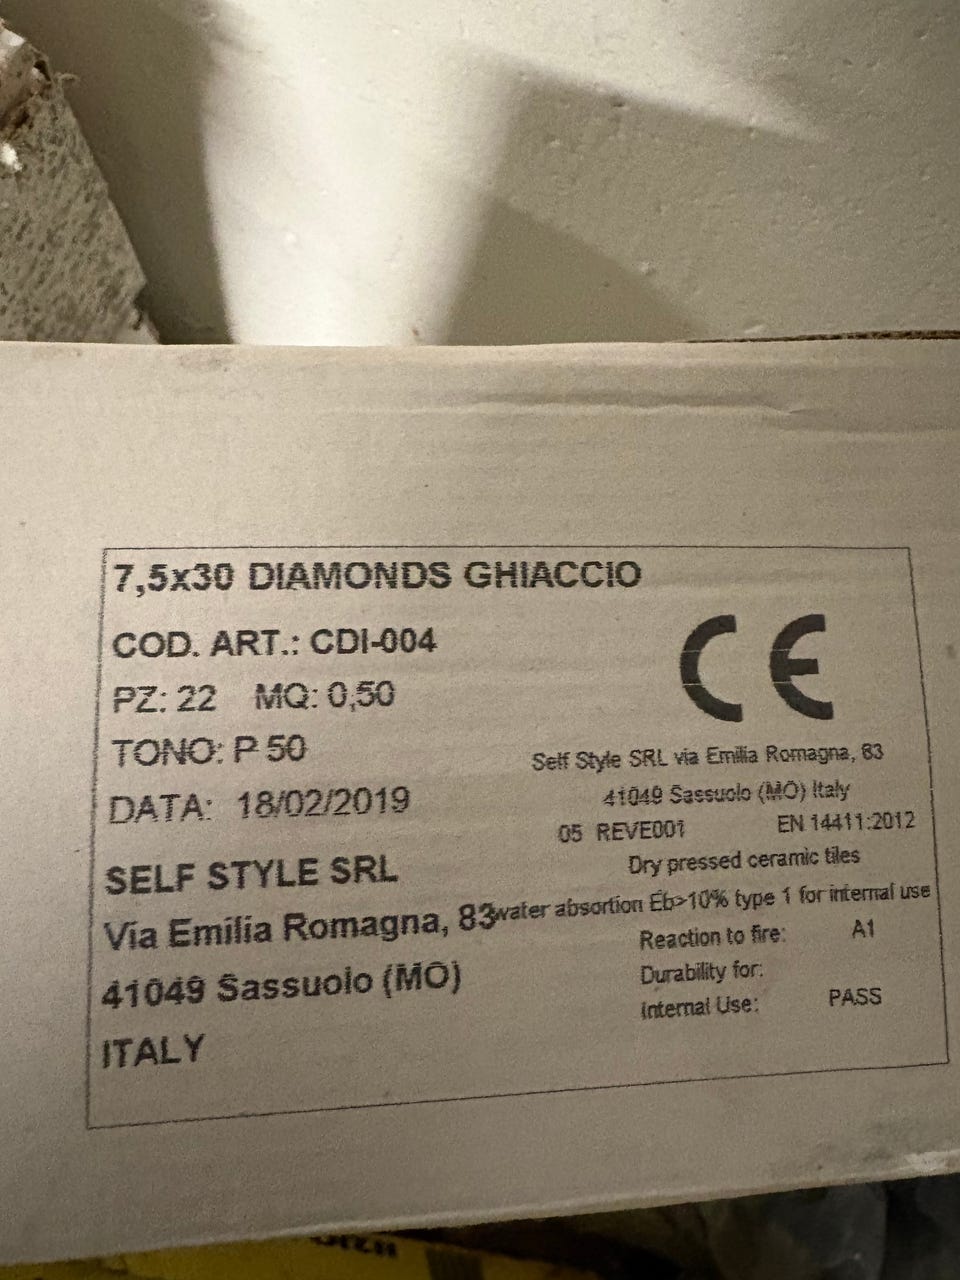 7,5x30 DIAMONDS GHIACCIO
COD. ART.: CDI-004
PZ: 22 MQ: 0,50
TONO: P 50
DATA: 18/02/2019
SELF STYLE SRL
Via Emilia Romagna, 83
41049 Sassuolo (MO)
ITALY
CE
Self Style SRL via Emilia Romagna, 83
41049 Sassuolo (MO) Italy
05 REVE001 EN 14411:2012
Dry pressed ceramic tiles
water absortion Eb>10% type 1 for internal use
Reaction to fire: A1
Durability for:
Internal Use: PASS